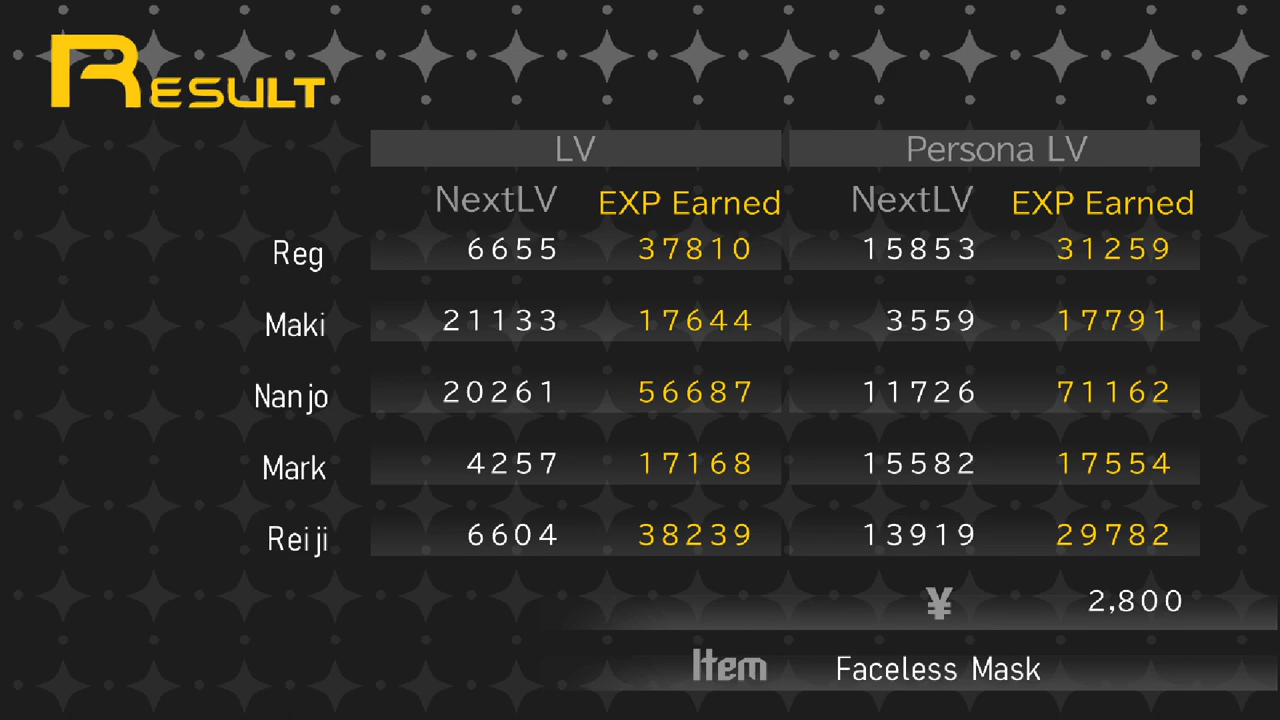 RESULT
LV Persona LV
NextLV EXP Earned NextLV EXP Earned
Reg 6655 37810 15853 31259
Maki 21133 17644 3559 17791
Nanjo 20261 56687 11726 71162
Mark 4257 17168 15582 17554
Reiji 6604 38239 13919 29782
¥ 2,800
Item Faceless Mask